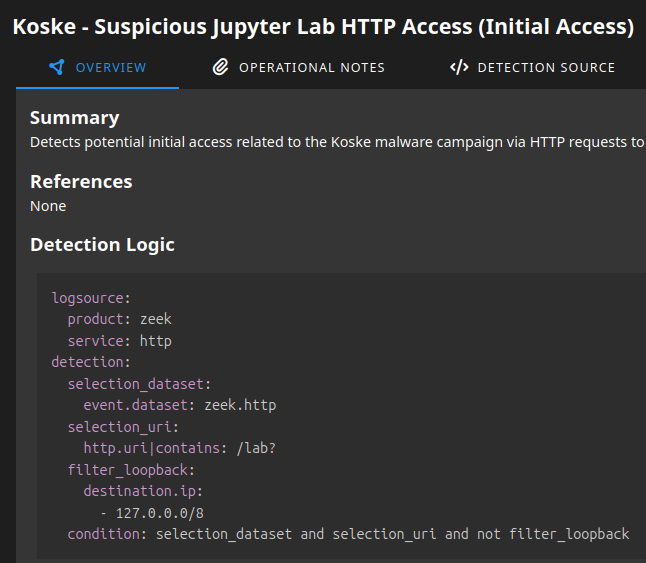 Koske - Suspicious Jupyter Lab HTTP Access (Initial Access)
OVERVIEW OPERATIONAL NOTES </> DETECTION SOURCE
Summary
Detects potential initial access related to the Koske malware campaign via HTTP requests to
References
None
Detection Logic
logsource:
  product: zeek
  service: http
detection:
  selection_dataset:
    event.dataset: zeek.http
  selection_uri:
    http.uri|contains: /lab?
  filter_loopback:
    destination.ip:
      - 127.0.0.0/8
  condition: selection_dataset and selection_uri and not filter_loopback